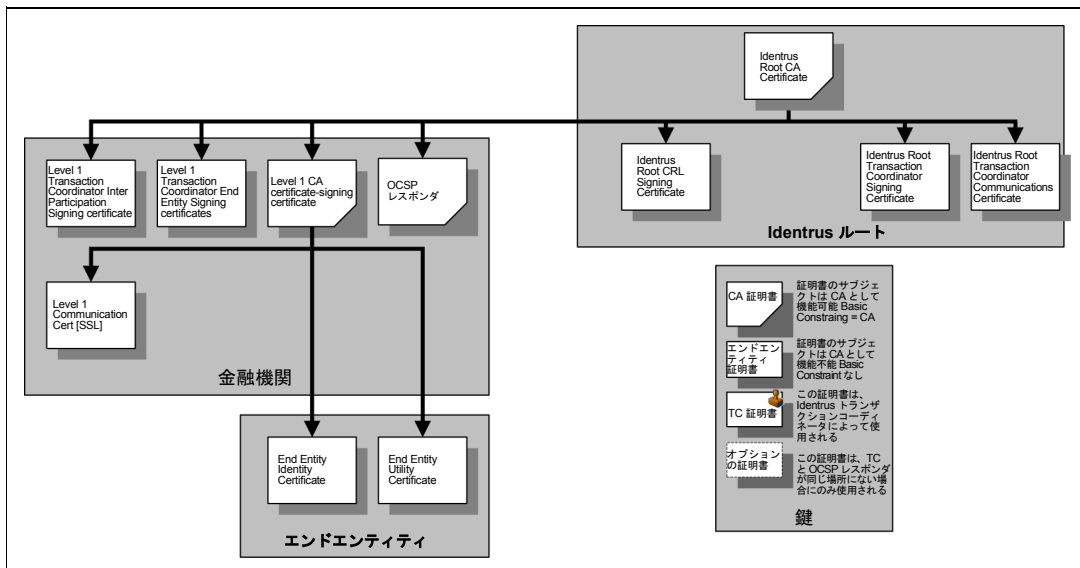 Identrus
Root CA
Certificate
Level 1
Transaction
Coordinator Inter
Participation
Signing certificate
Level 1
Transaction
Coordinator End
Entity Signing
certificates
Level 1 CA
certificate-signing
certificate
OCSP
レスポンダ
Identrus
Root CRL
Signing
Certificate
Identrus Root
Transaction
Coordinator
Signing
Certificate
Identrus Root
Transaction
Coordinator
Communications
Certificate
Identrus ルート
Level 1
Communication
Cert [SSL]
金融機関
End Entity
Identity
Certificate
End Entity
Utility
Certificate
エンドエンティティ
CA 証明書
証明書のサブジェ
クトは CA として
機能可能 Basic
Constraing = CA
エンドエン
ティティ
証明書
証明書のサブジェ
クトは CA として
機能不能 Basic
Constraint なし
TC 証明書
この証明書は、
Identrus トランザ
クションコーディ
ネータによって使
用される
オプション
の証明書
この証明書は、TC
と OCSP レスポンダ
が同じ場所にない場
合にのみ使用される
鍵